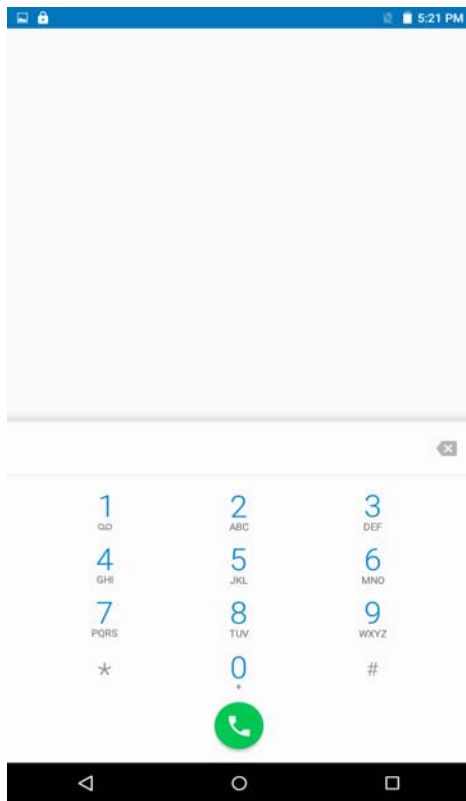 5:21 PM
1 2 3
ABC DEF
4 5 6
GHI JKL MNO
7 8 9
PQRS TUV WXYZ
* 0 #
+